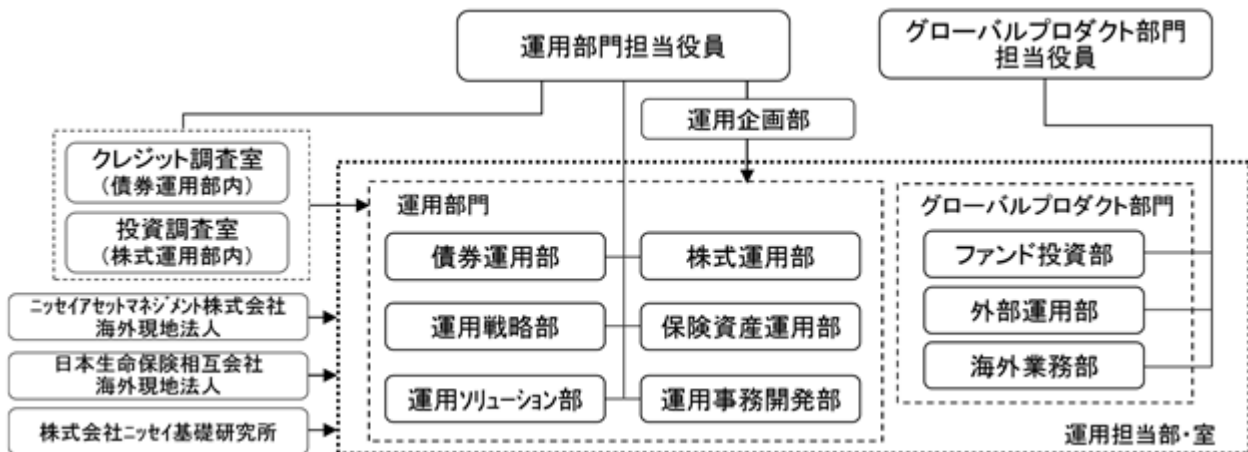 運用部門担当役員
グローバルプロダクト部門
担当役員
運用企画部
クレジット調査室
(債券運用部内)
投資調査室
(株式運用部内)
ニッセイアセットマネジメント株式会社
海外現地法人
日本生命保険相互会社
海外現地法人
株式会社ニッセイ基礎研究所
運用部門
債券運用部
株式運用部
運用戦略部
保険資産運用部
運用ソリューション部
運用事務開発部
グローバルプロダクト部門
ファンド投資部
外部運用部
海外業務部
運用担当部・室